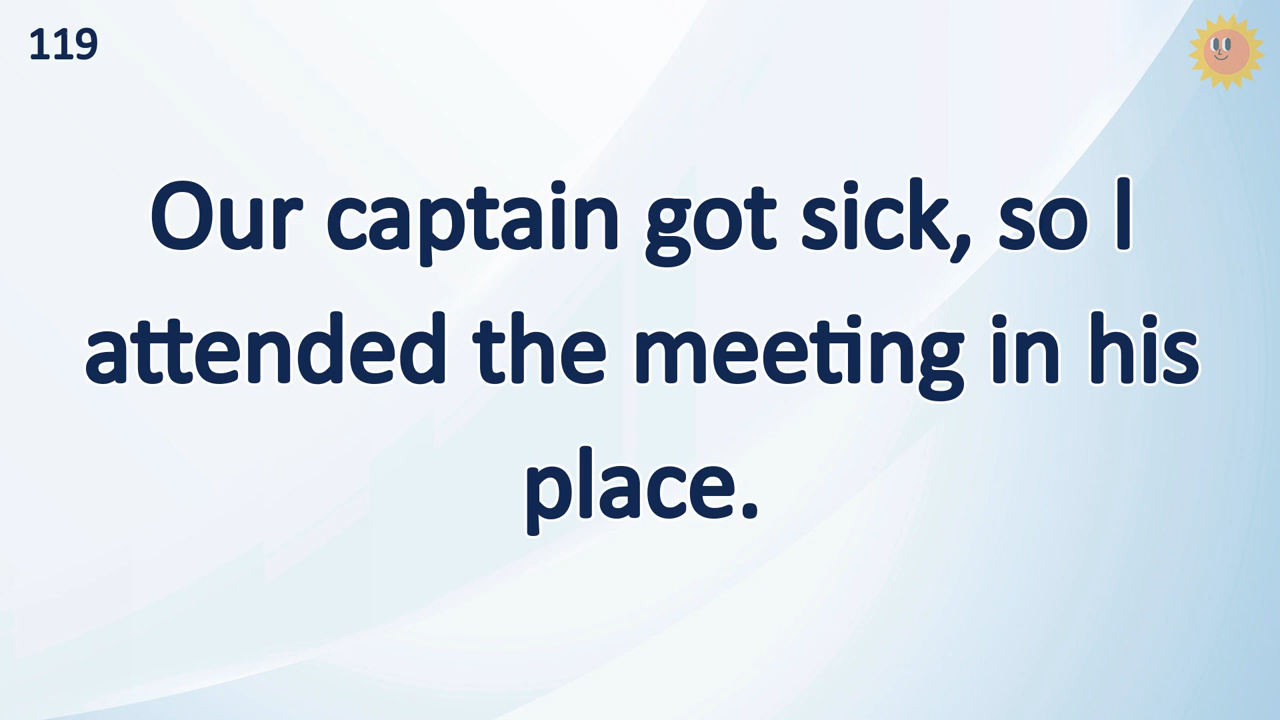 119
Our captain got sick, so I
attended the meeting in his
place.